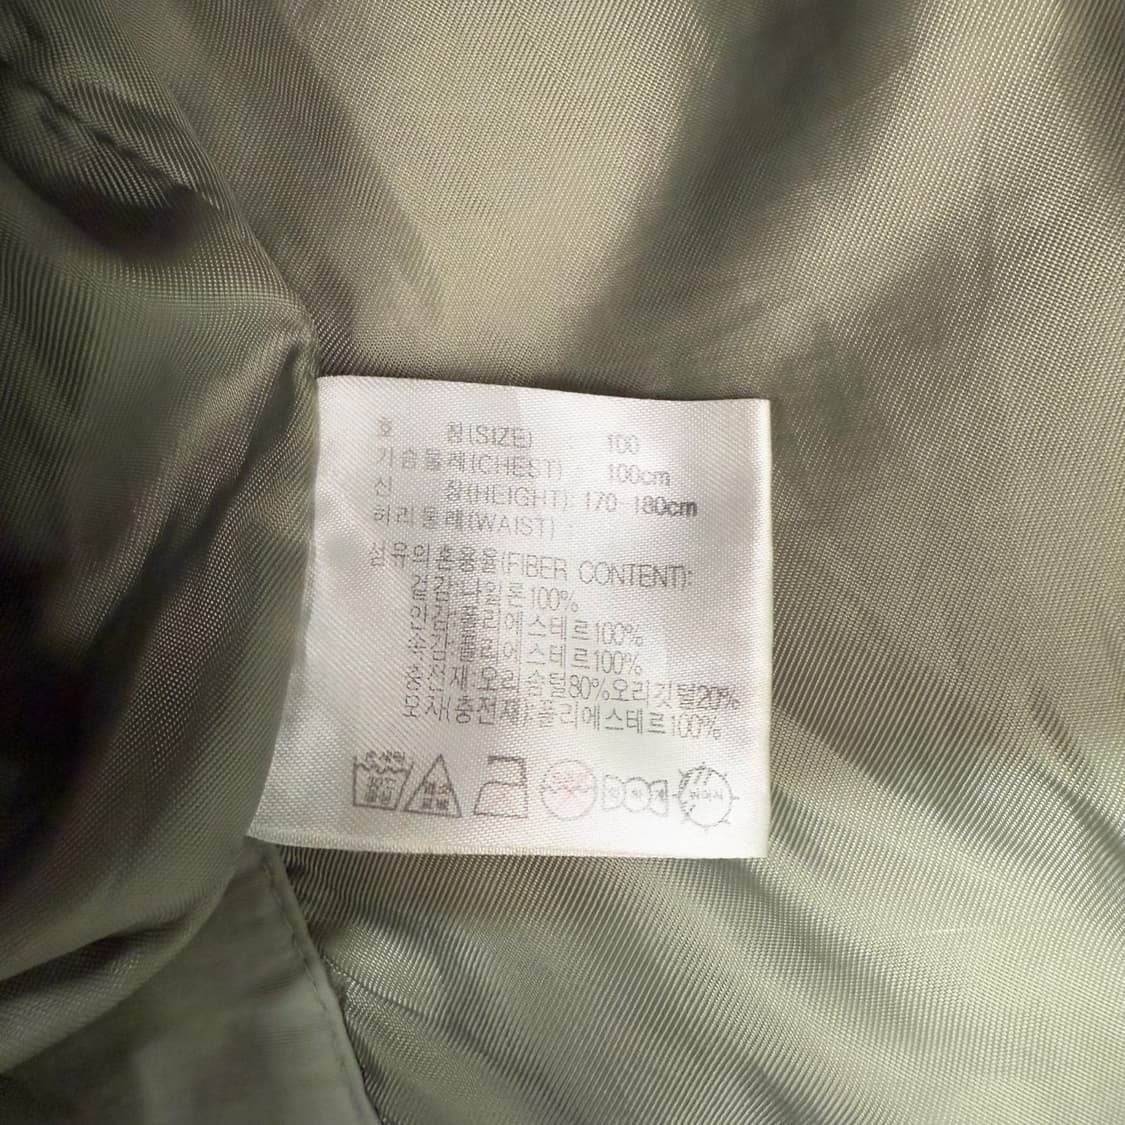 호 칭(SIZE) : 100
가슴둘레(CHEST) : 100cm
신 장(HEIGHT): 170-180cm
허리둘레(WAIST) :
섬유의혼용율(FIBER CONTENT):
겉감:나일론100%
안감:폴리에스테르100%
속감:폴리에스테르100%
충전재:오리솜털80%오리깃털20%
모자(충전재):폴리에스테르100%